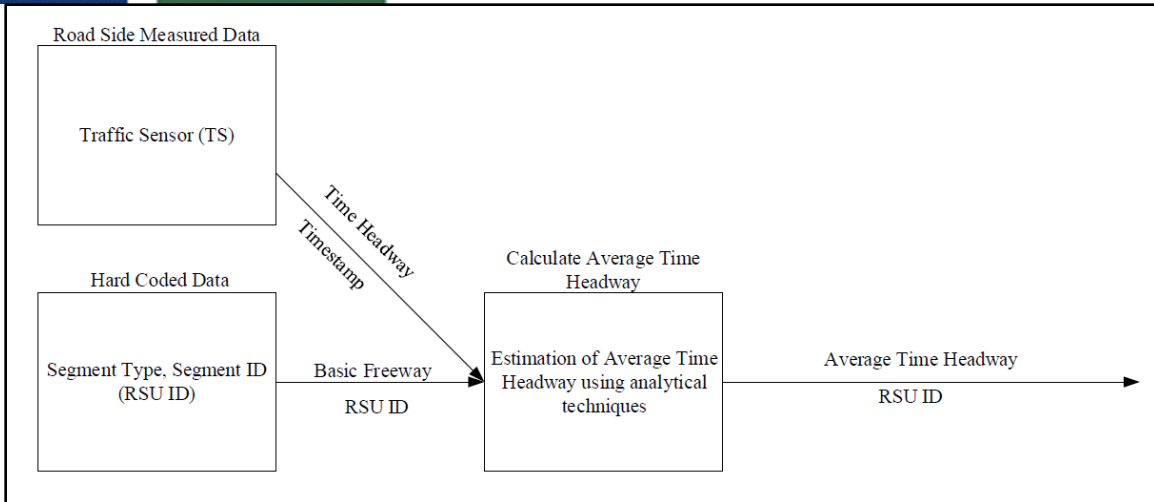 Road Side Measured Data
Traffic Sensor (TS)
Time Headway
Timestamp
Hard Coded Data
Segment Type, Segment ID
(RSU ID)
Basic Freeway
RSU ID
Calculate Average Time
Headway
Estimation of Average Time
Headway using analytical
techniques
Average Time Headway
RSU ID